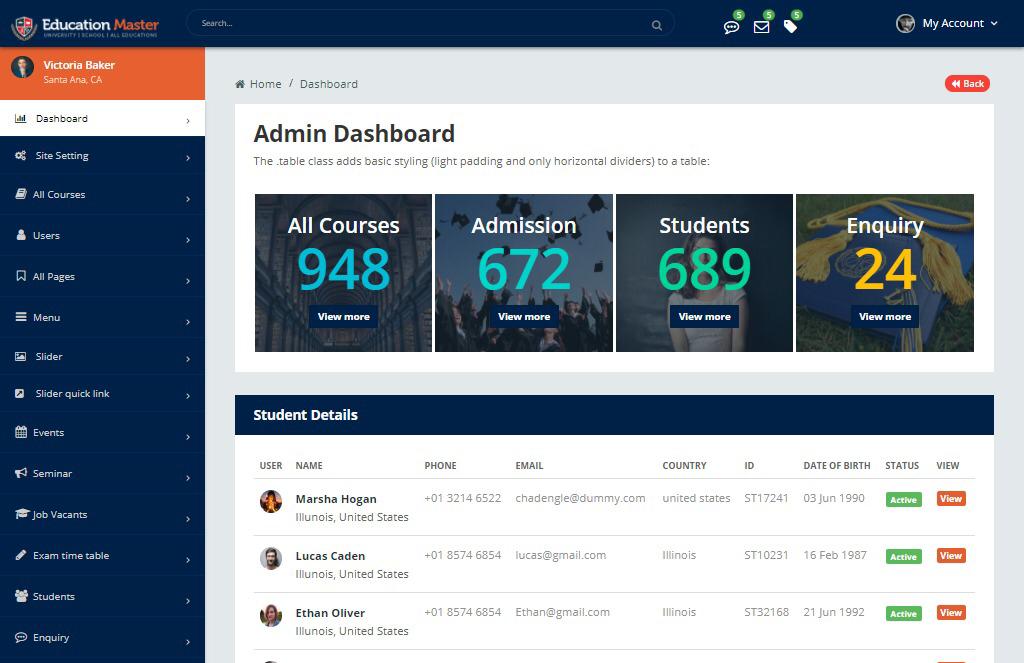 Education Master
UNIVERSITY | SCHOOL | ALL EDUCATIONS
Search...
5
5
5
My Account
Victoria Baker
Santa Ana, CA
Dashboard
Site Setting
All Courses
Users
All Pages
Menu
Slider
Slider quick link
Events
Seminar
Job Vacants
Exam time table
Students
Enquiry
Home / Dashboard
Back
Admin Dashboard
The .table class adds basic styling (light padding and only horizontal dividers) to a table:
All Courses
948
View more
Admission
672
View more
Students
689
View more
Enquiry
24
View more
Student Details
USER NAME PHONE EMAIL COUNTRY ID DATE OF BIRTH STATUS VIEW
Marsha Hogan +01 3214 6522 chadengle@dummy.com united states ST17241 03 Jun 1990 Active View
Illunois, United States
Lucas Caden +01 8574 6854 lucas@gmail.com Illinois ST10231 16 Feb 1987 Active View
Illunois, United States
Ethan Oliver +01 8574 6854 Ethan@gmail.com Illinois ST32168 21 Jun 1992 Active View
Illunois, United States